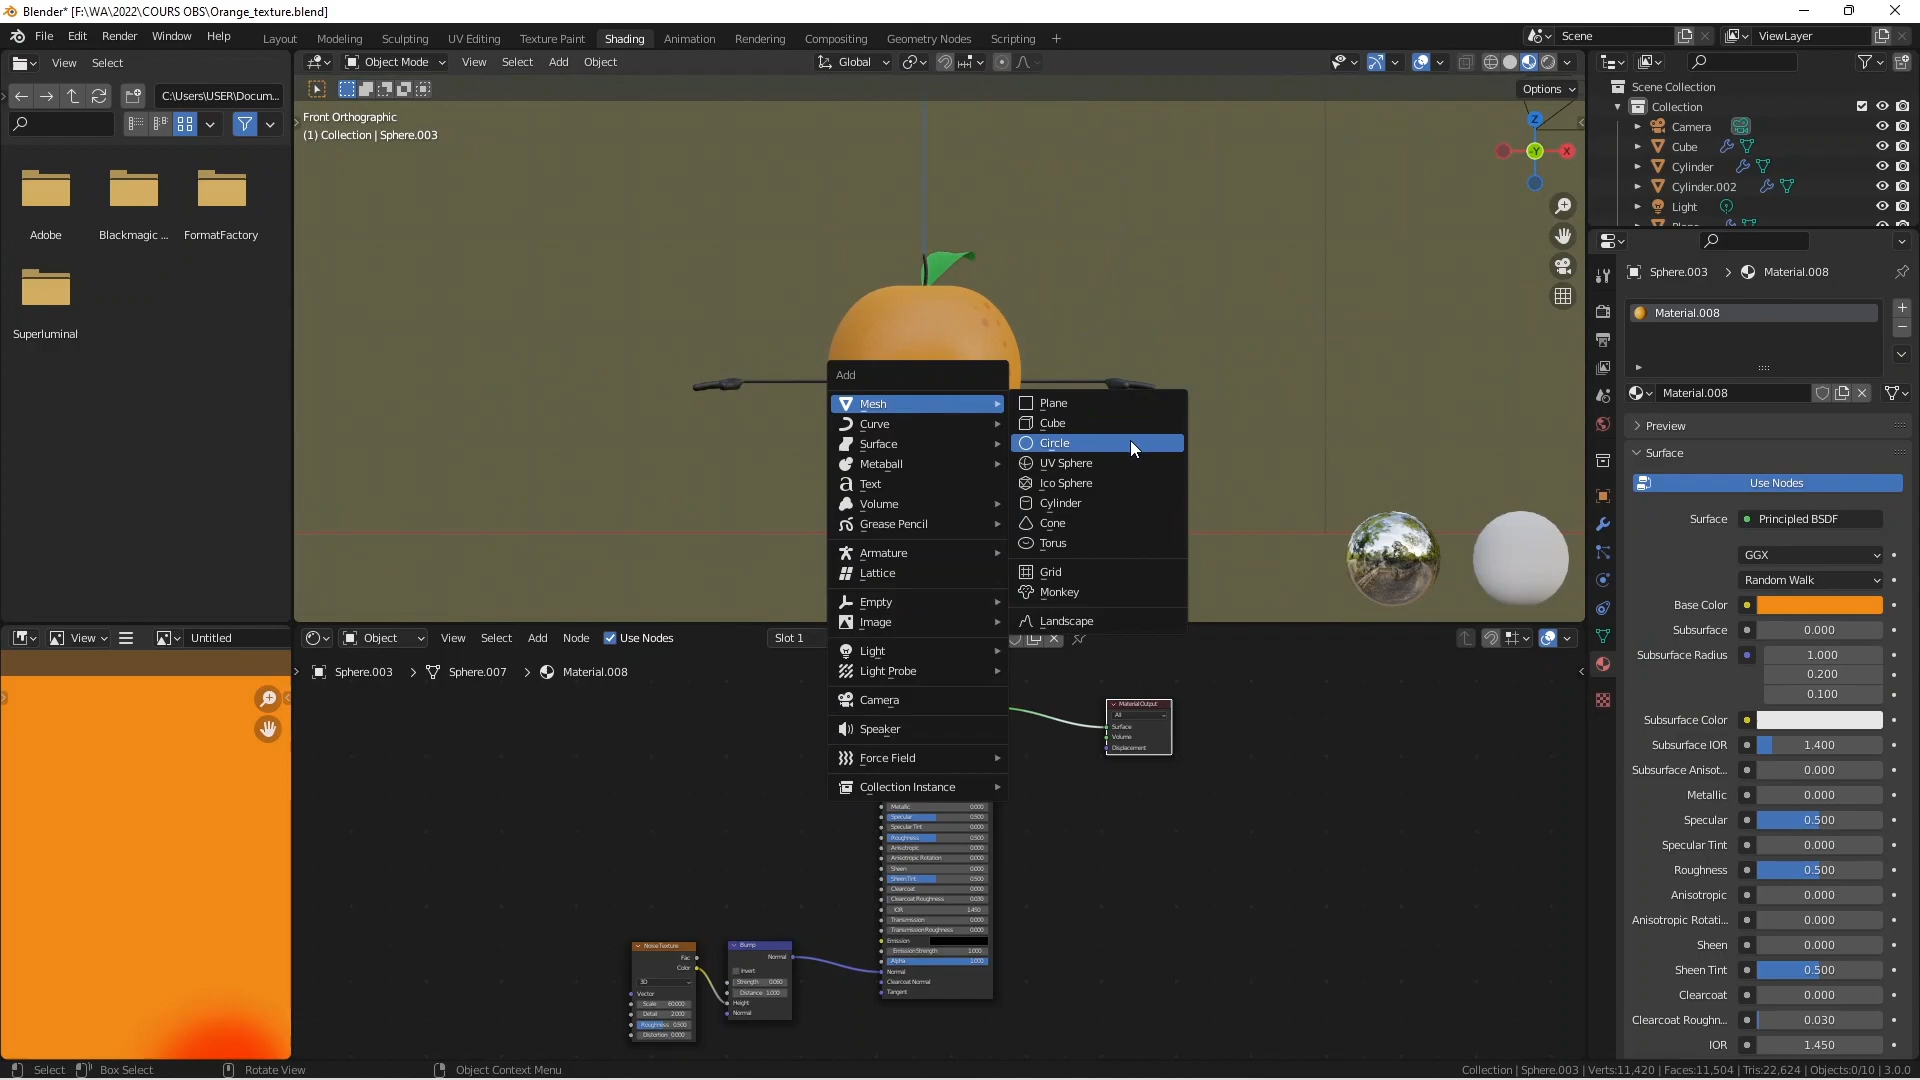 Blender* [F:\WA\2022\COURS OBS\Orange_texture.blend]
File Edit Render Window Help
Layout Modeling Sculpting UV Editing Texture Paint Shading Animation Rendering Compositing Geometry Nodes Scripting +
Scene
ViewLayer
View Select
C:\Users\USER\Docum...
Adobe
Blackmagic ...
FormatFactory
Superluminal
Object Mode View Select Add Object
Global
Options
Front Orthographic
(1) Collection | Sphere.003
Z
-Y
X
Add
Mesh
Curve
Surface
Metaball
Text
Volume
Grease Pencil
Armature
Lattice
Empty
Image
Light
Light Probe
Camera
Speaker
Force Field
Collection Instance
Plane
Cube
Circle
UV Sphere
Ico Sphere
Cylinder
Cone
Torus
Grid
Monkey
Landscape
View
Untitled
Object View Select Add Node Use Nodes Slot 1
Sphere.003 > Sphere.007 > Material.008
Material Output
All
Surface
Volume
Displacement
Metallic 0.000
Specular 0.500
Specular Tint 0.000
Roughness 0.500
Anisotropic 0.000
Anisotropic Rotation 0.000
Sheen 0.000
Sheen Tint 0.500
Clearcoat 0.000
Clearcoat Roughness 0.030
IOR 1.450
Transmission 0.000
Transmission Roughness 0.000
Emission
Emission Strength 1.000
Alpha 1.000
Normal
Clearcoat Normal
Tangent
Noise Texture
Fac
Color
3D
Vector
Scale 60.000
Detail 2.000
Roughness 0.500
Distortion 0.000
Bump
Normal
Invert
Strength 0.060
Distance 1.000
Height
Normal
Scene Collection
Collection
Camera
Cube
Cylinder
Cylinder.002
Light
Sphere.003 > Material.008
Material.008
Material.008
Preview
Surface
Use Nodes
Surface Principled BSDF
GGX
Random Walk
Base Color
Subsurface 0.000
Subsurface Radius 1.000
0.200
0.100
Subsurface Color
Subsurface IOR 1.400
Subsurface Anisot... 0.000
Metallic 0.000
Specular 0.500
Specular Tint 0.000
Roughness 0.500
Anisotropic 0.000
Anisotropic Rotati... 0.000
Sheen 0.000
Sheen Tint 0.500
Clearcoat 0.000
Clearcoat Roughn... 0.030
IOR 1.450
Select Box Select Rotate View Object Context Menu
Collection | Sphere.003 | Verts:11,420 | Faces:11,504 | Tris:22,624 | Objects:0/10 | 3.0.0